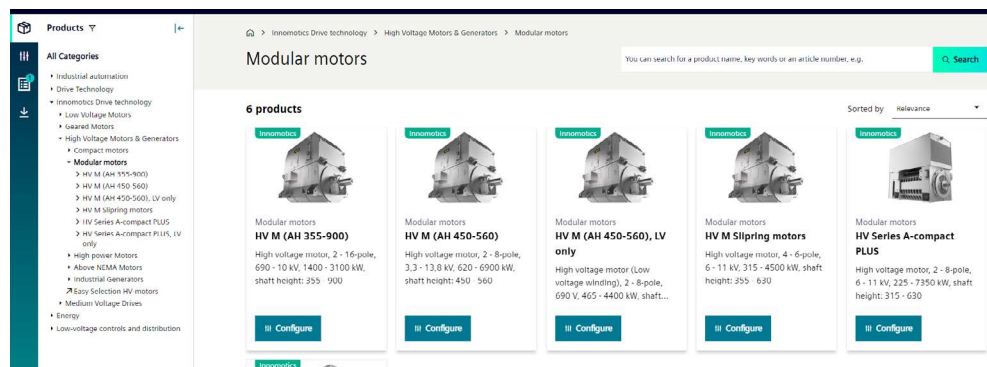 Products
All Categories
Industrial automation
Drive Technology
Innomotics Drive technology
Low Voltage Motors
Geared Motors
High Voltage Motors & Generators
Compact motors
Modular motors
HV M (AH 355-900)
HV M (AH 450-560)
HV M (AH 450-560), LV only
HV M Slipring motors
HV Series A-compact PLUS
HV Series A-compact PLUS, LV
only
High power Motors
Above NEMA Motors
Industrial Generators
Easy Selection HV-motors
Medium Voltage Drives
Energy
Low-voltage controls and distribution
1
Innomotics Drive technology > High Voltage Motors & Generators > Modular motors
Modular motors
You can search for a product name, key words or an article number, e.g.
Search
6 products
Sorted by Relevance
Innomotics
Modular motors
HV M (AH 355-900)
High voltage motor, 2 - 16-pole,
690 - 10 kV, 1400 - 3100 kW,
shaft height: 355 - 900
Configure
Innomotics
Modular motors
HV M (AH 450-560)
High voltage motor, 2 - 8-pole,
3,3 - 13,8 kV, 620 - 6900 kW,
shaft height: 450 - 560
Configure
Innomotics
Modular motors
HV M (AH 450-560), LV
only
High voltage motor (Low
voltage winding), 2 - 8-pole,
690 V, 465 - 4400 kW, shaft...
Configure
Innomotics
Modular motors
HV M Slipring motors
High voltage motor, 4 - 6-pole,
6 - 11 kV, 315 - 4500 kW, shaft
height: 355 - 630
Configure
Innomotics
Modular motors
HV Series A-compact
PLUS
High voltage motor, 2 - 8-pole,
6 - 11 kV, 225 - 7350 kW, shaft
height: 315 - 630
Configure
Innomotics